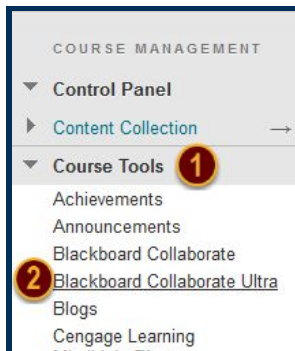 COURSE MANAGEMENT
Control Panel
Content Collection →
Course Tools 1
Achievements
Announcements
Blackboard Collaborate
2 Blackboard Collaborate Ultra
Blogs
Cengage Learning